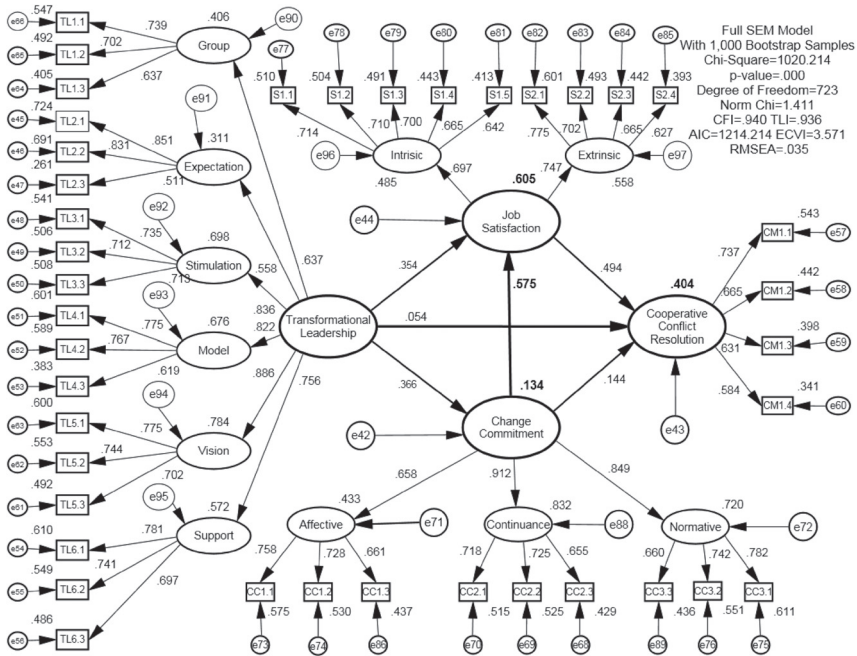 Full SEM Model
With 1,000 Bootstrap Samples
Chi-Square=1020.214
p-value=.000
Degree of Freedom=723
Norm Chi=1.411
CFI=.940 TLI=.936
AIC=1214.214 ECVI=3.571
RMSEA=.035
.547
e66
TL1.1
.739
.406
e90
.492
e65
TL1.2
.702
Group
.405
e64
TL1.3
.637
.724
e45
TL2.1
.851
e91
.311
.691
e46
TL2.2
.831
Expectation
.261
e47
TL2.3
.511
.541
e48
TL3.1
.735
e92
.698
.506
e49
TL3.2
.712
Stimulation
.508
e50
TL3.3
.713
.601
e51
TL4.1
.775
e93
.676
.589
e52
TL4.2
.767
Model
.383
e53
TL4.3
.619
.600
e63
TL5.1
.775
e94
.784
.553
e62
TL5.2
.744
Vision
.492
e61
TL5.3
.702
.610
e54
TL6.1
.781
e95
.572
.549
e55
TL6.2
.741
Support
.486
e56
TL6.3
.697
.637
.558
.836
.822
.886
.756
Transformational
Leadership
.354
.054
.366
e77
e78
e79
e80
e81
e82
e83
e84
e85
.510
.504
.491
.443
.413
.601
.493
.442
.393
S1.1
S1.2
S1.3
S1.4
S1.5
S2.1
S2.2
S2.3
S2.4
.714
.710
.700
.665
.642
.775
.702
.665
.627
e96
Intrisic
.485
Extrinsic
e97
.558
.697
.747
.605
e44
Job
Satisfaction
.575
.494
.404
Cooperative
Conflict
Resolution
.144
e43
.737
CM1.1
.543
e57
.665
CM1.2
.442
e58
.631
CM1.3
.398
e59
.584
CM1.4
.341
e60
.134
e42
Change
Commitment
.658
.912
.849
.433
Affective
e71
.832
Continuance
e88
.720
Normative
e72
.758
.728
.661
.718
.725
.655
.660
.742
.782
CC1.1
CC1.2
CC1.3
CC2.1
CC2.2
CC2.3
CC3.3
CC3.2
CC3.1
.575
.530
.437
.515
.525
.429
.436
.551
.611
e73
e74
e86
e70
e69
e68
e89
e76
e75